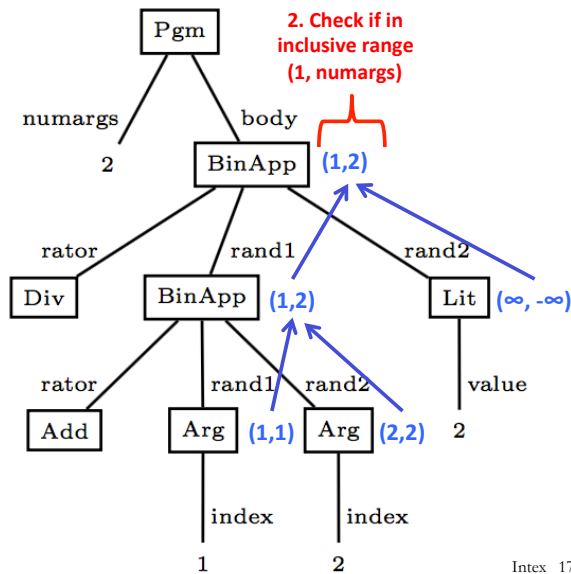 Pgm
2. Check if in
inclusive range
(1, numargs)
numargs
body
2
BinApp
(1,2)
rator
rand1
rand2
Div
BinApp
(1,2)
Lit
(∞, -∞)
rator
rand1
rand2
value
Add
Arg
(1,1)
Arg
(2,2)
2
index
index
1
2
Intex 17